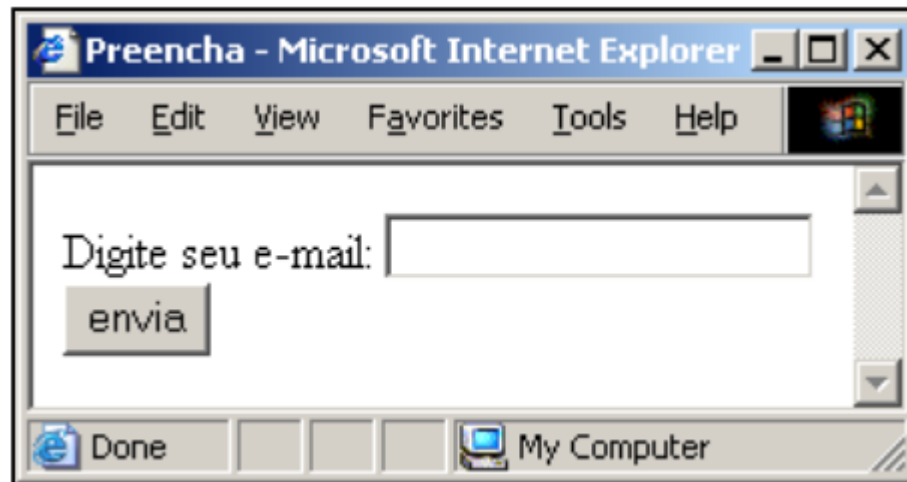 Preencha - Microsoft Internet Explorer
File Edit View Favorites Tools Help
Digite seu e-mail:
envia
Done My Computer